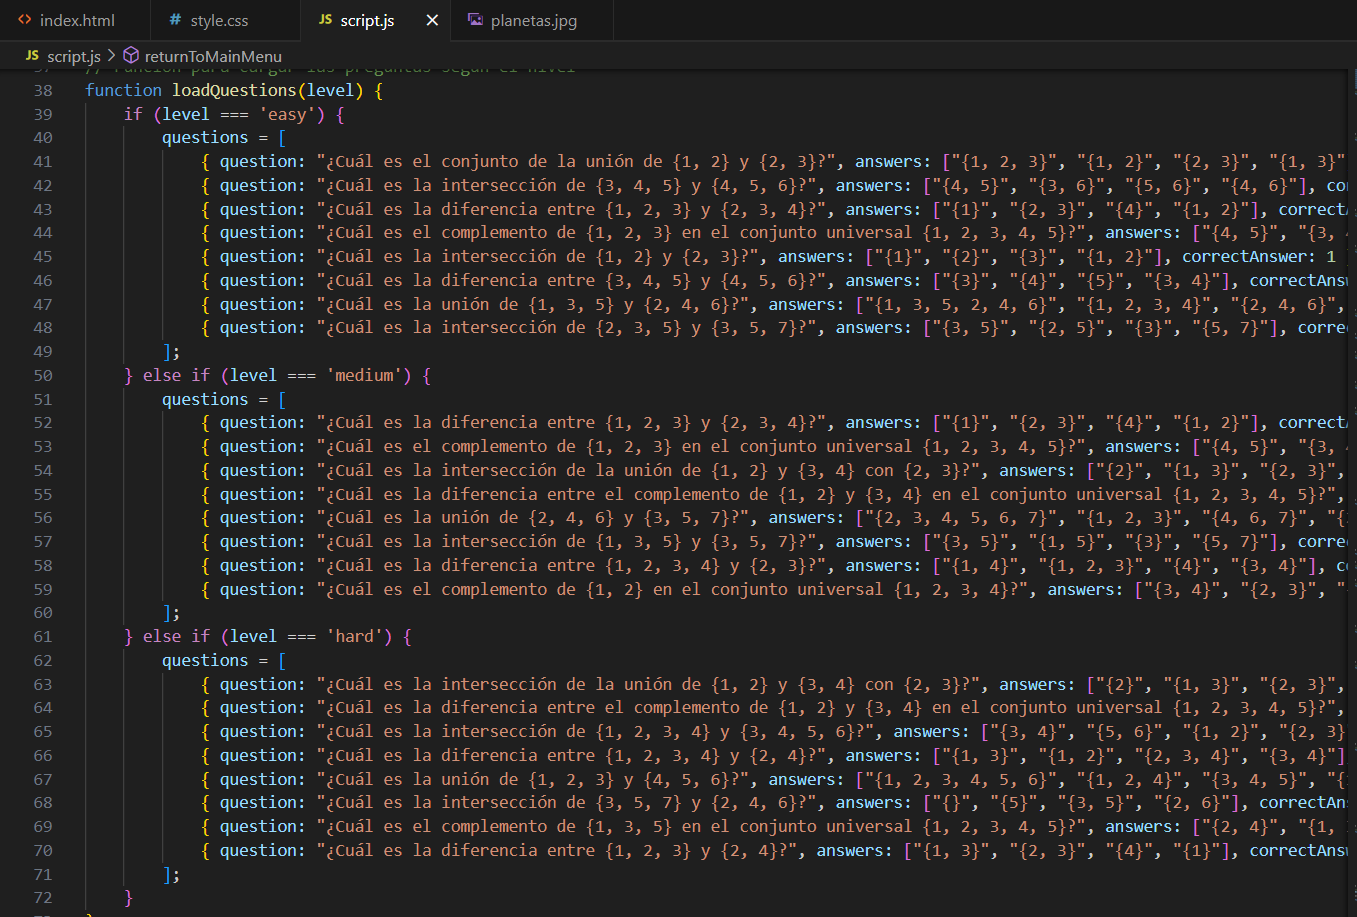 index.html
style.css
JS script.js
planetas.jpg
JS script.js > returnToMainMenu
37 // Función para cargar las preguntas según el nivel
38 function loadQuestions(level) {
39 if (level === 'easy') {
40 questions = [
41 { question: "¿Cuál es el conjunto de la unión de {1, 2} y {2, 3}?", answers: ["{1, 2, 3}", "{1, 2}", "{2, 3}", "{1, 3}"
42 { question: "¿Cuál es la intersección de {3, 4, 5} y {4, 5, 6}?", answers: ["{4, 5}", "{3, 6}", "{5, 6}", "{4, 6}"], co
43 { question: "¿Cuál es la diferencia entre {1, 2, 3} y {2, 3, 4}?", answers: ["{1}", "{2, 3}", "{4}", "{1, 2}"], correct
44 { question: "¿Cuál es el complemento de {1, 2, 3} en el conjunto universal {1, 2, 3, 4, 5}?", answers: ["{4, 5}", "{3,
45 { question: "¿Cuál es la intersección de {1, 2} y {2, 3}?", answers: ["{1}", "{2}", "{3}", "{1, 2}"], correctAnswer: 1
46 { question: "¿Cuál es la diferencia entre {3, 4, 5} y {4, 5, 6}?", answers: ["{3}", "{4}", "{5}", "{3, 4}"], correctAns
47 { question: "¿Cuál es la unión de {1, 3, 5} y {2, 4, 6}?", answers: ["{1, 3, 5, 2, 4, 6}", "{1, 2, 3, 4}", "{2, 4, 6}",
48 { question: "¿Cuál es la intersección de {2, 3, 5} y {3, 5, 7}?", answers: ["{3, 5}", "{2, 5}", "{3}", "{5, 7}"], corre
49 ];
50 } else if (level === 'medium') {
51 questions = [
52 { question: "¿Cuál es la diferencia entre {1, 2, 3} y {2, 3, 4}?", answers: ["{1}", "{2, 3}", "{4}", "{1, 2}"], correct
53 { question: "¿Cuál es el complemento de {1, 2, 3} en el conjunto universal {1, 2, 3, 4, 5}?", answers: ["{4, 5}", "{3,
54 { question: "¿Cuál es la intersección de la unión de {1, 2} y {3, 4} con {2, 3}?", answers: ["{2}", "{1, 3}", "{2, 3}",
55 { question: "¿Cuál es la diferencia entre el complemento de {1, 2} y {3, 4} en el conjunto universal {1, 2, 3, 4, 5}?",
56 { question: "¿Cuál es la unión de {2, 4, 6} y {3, 5, 7}?", answers: ["{2, 3, 4, 5, 6, 7}", "{1, 2, 3}", "{4, 6, 7}", "{
57 { question: "¿Cuál es la intersección de {1, 3, 5} y {3, 5, 7}?", answers: ["{3, 5}", "{1, 5}", "{3}", "{5, 7}"], corre
58 { question: "¿Cuál es la diferencia entre {1, 2, 3, 4} y {2, 3}?", answers: ["{1, 4}", "{1, 2, 3}", "{4}", "{3, 4}"], c
59 { question: "¿Cuál es el complemento de {1, 2} en el conjunto universal {1, 2, 3, 4}?", answers: ["{3, 4}", "{2, 3}", "
60 ];
61 } else if (level === 'hard') {
62 questions = [
63 { question: "¿Cuál es la intersección de la unión de {1, 2} y {3, 4} con {2, 3}?", answers: ["{2}", "{1, 3}", "{2, 3}",
64 { question: "¿Cuál es la diferencia entre el complemento de {1, 2} y {3, 4} en el conjunto universal {1, 2, 3, 4, 5}?",
65 { question: "¿Cuál es la intersección de {1, 2, 3, 4} y {3, 4, 5, 6}?", answers: ["{3, 4}", "{5, 6}", "{1, 2}", "{2, 3}
66 { question: "¿Cuál es la diferencia entre {1, 2, 3, 4} y {2, 4}?", answers: ["{1, 3}", "{1, 2}", "{2, 3, 4}", "{3, 4}"]
67 { question: "¿Cuál es la unión de {1, 2, 3} y {4, 5, 6}?", answers: ["{1, 2, 3, 4, 5, 6}", "{1, 2, 4}", "{3, 4, 5}", "{
68 { question: "¿Cuál es la intersección de {3, 5, 7} y {2, 4, 6}?", answers: ["{}", "{5}", "{3, 5}", "{2, 6}"], correctAn
69 { question: "¿Cuál es el complemento de {1, 3, 5} en el conjunto universal {1, 2, 3, 4, 5}?", answers: ["{2, 4}", "{1,
70 { question: "¿Cuál es la diferencia entre {1, 2, 3} y {2, 4}?", answers: ["{1, 3}", "{2, 3}", "{4}", "{1}"], correctAns
71 ];
72 }